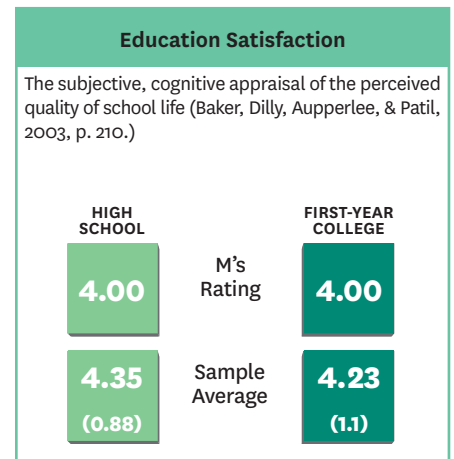 Education Satisfaction
The subjective, cognitive appraisal of the perceived
quality of school life (Baker, Dilly, Aupperlee, & Patil,
2003, p. 210.)
HIGH
SCHOOL
FIRST-YEAR
COLLEGE
4.00
M’s
Rating
4.00
4.35
(0.88)
Sample
Average
4.23
(1.1)